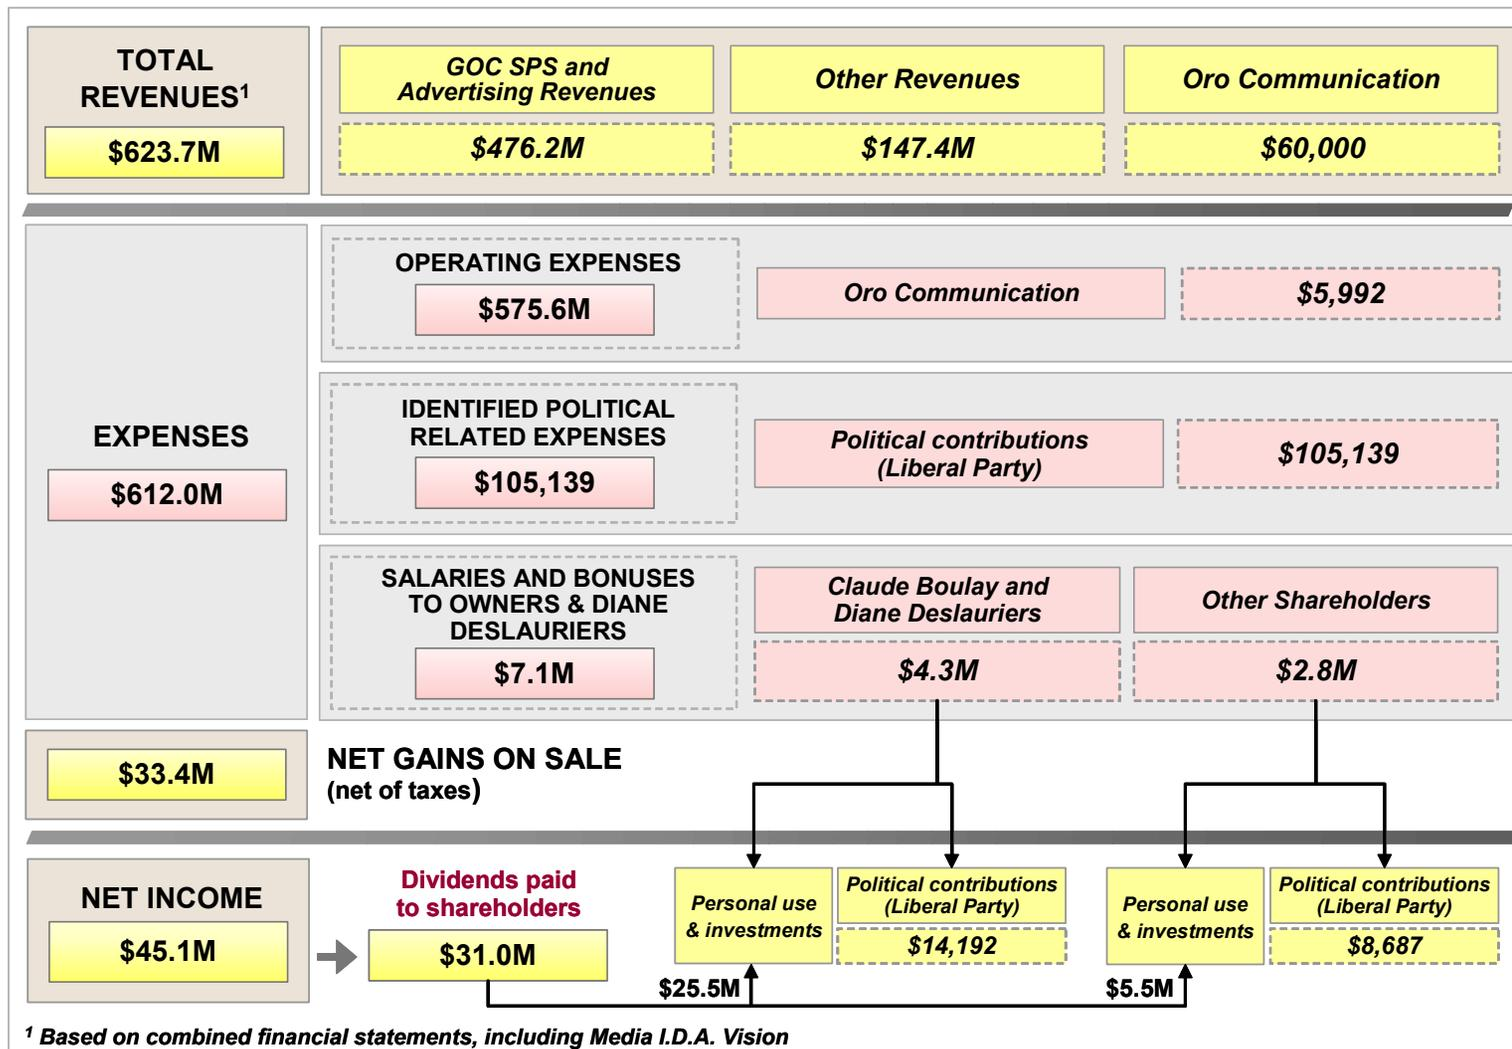 TOTAL
REVENUES¹
$623.7M
GOC SPS and
Advertising Revenues
$476.2M
Other Revenues
$147.4M
Oro Communication
$60,000
EXPENSES
$612.0M
OPERATING EXPENSES
$575.6M
Oro Communication
$5,992
IDENTIFIED POLITICAL
RELATED EXPENSES
$105,139
Political contributions
(Liberal Party)
$105,139
SALARIES AND BONUSES
TO OWNERS & DIANE
DESLAURIERS
$7.1M
Claude Boulay and
Diane Deslauriers
$4.3M
Other Shareholders
$2.8M
$33.4M
NET GAINS ON SALE
(net of taxes)
NET INCOME
$45.1M
Dividends paid
to shareholders
$31.0M
Personal use
& investments
$25.5M
Political contributions
(Liberal Party)
$14,192
Personal use
& investments
$5.5M
Political contributions
(Liberal Party)
$8,687
¹ Based on combined financial statements, including Media I.D.A. Vision